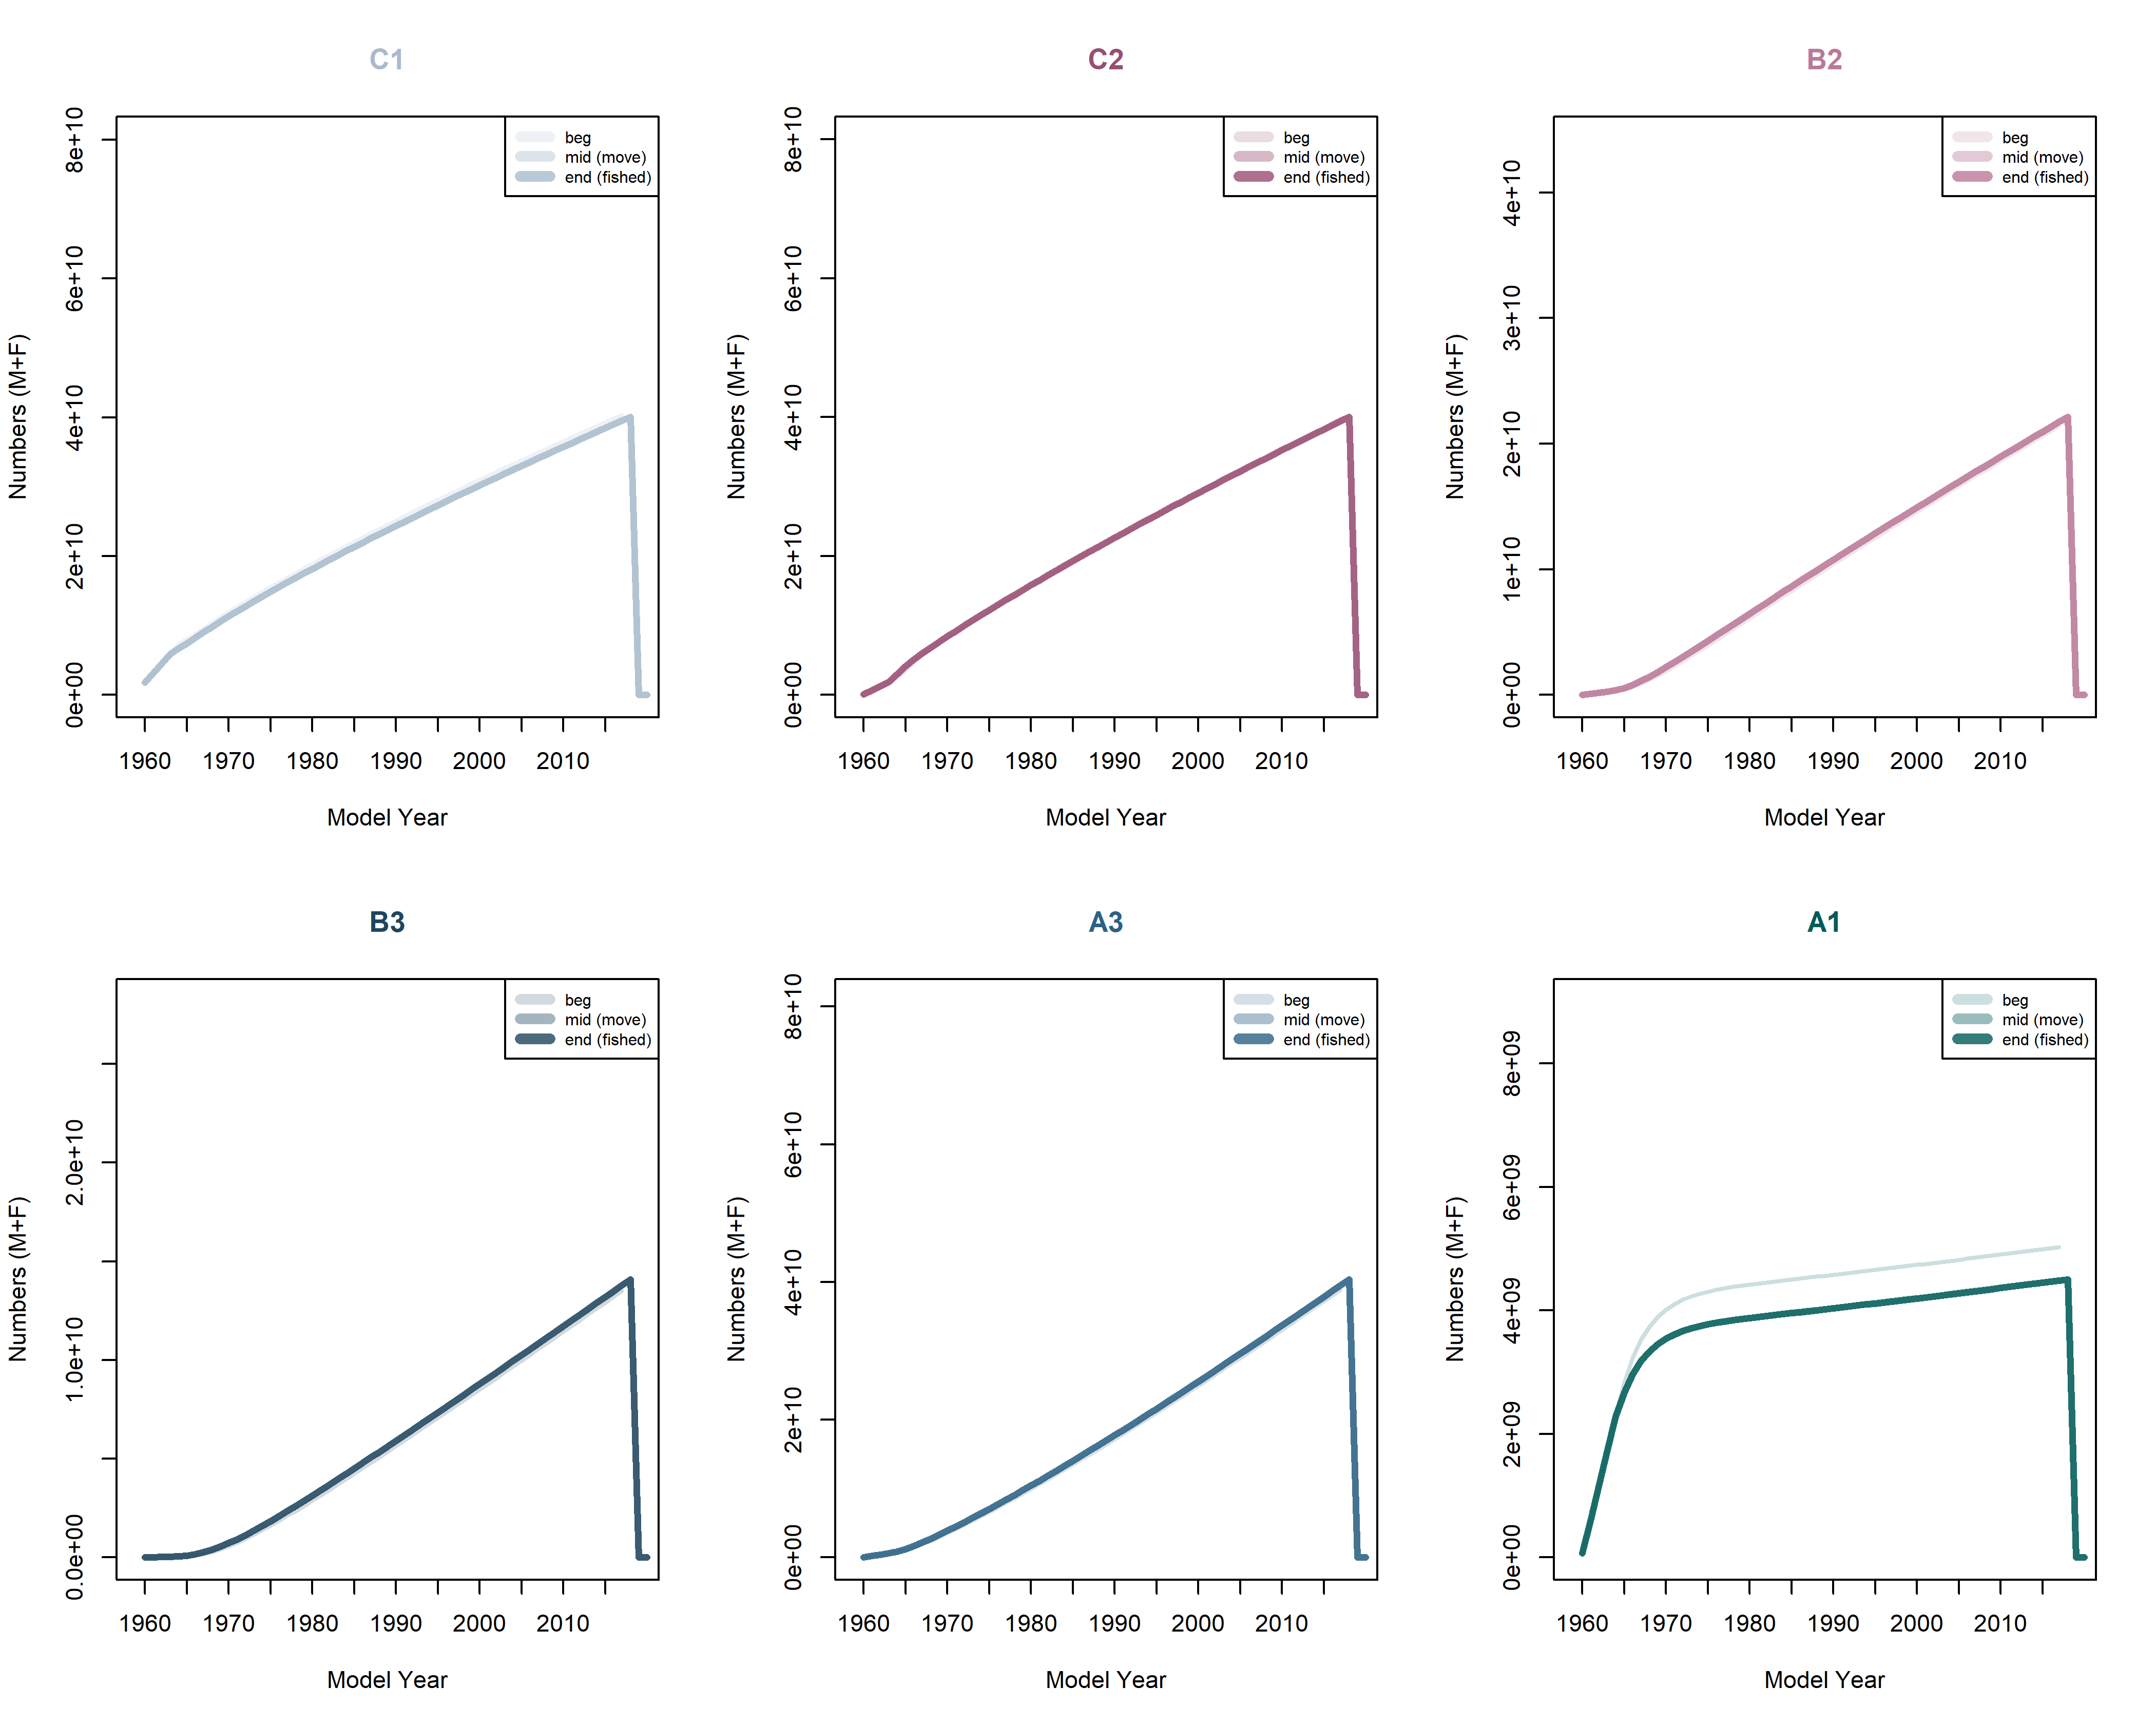 C1
beg
mid (move)
end (fished)
Numbers (M+F)
8e+10
6e+10
4e+10
2e+10
0e+00
1960 1970 1980 1990 2000 2010
Model Year
C2
beg
mid (move)
end (fished)
Numbers (M+F)
8e+10
6e+10
4e+10
2e+10
0e+00
1960 1970 1980 1990 2000 2010
Model Year
B2
beg
mid (move)
end (fished)
Numbers (M+F)
4e+10
3e+10
2e+10
1e+10
0e+00
1960 1970 1980 1990 2000 2010
Model Year
B3
beg
mid (move)
end (fished)
Numbers (M+F)
2.0e+10
1.0e+10
0.0e+00
1960 1970 1980 1990 2000 2010
Model Year
A3
beg
mid (move)
end (fished)
Numbers (M+F)
8e+10
6e+10
4e+10
2e+10
0e+00
1960 1970 1980 1990 2000 2010
Model Year
A1
beg
mid (move)
end (fished)
Numbers (M+F)
8e+09
6e+09
4e+09
2e+09
0e+00
1960 1970 1980 1990 2000 2010
Model Year